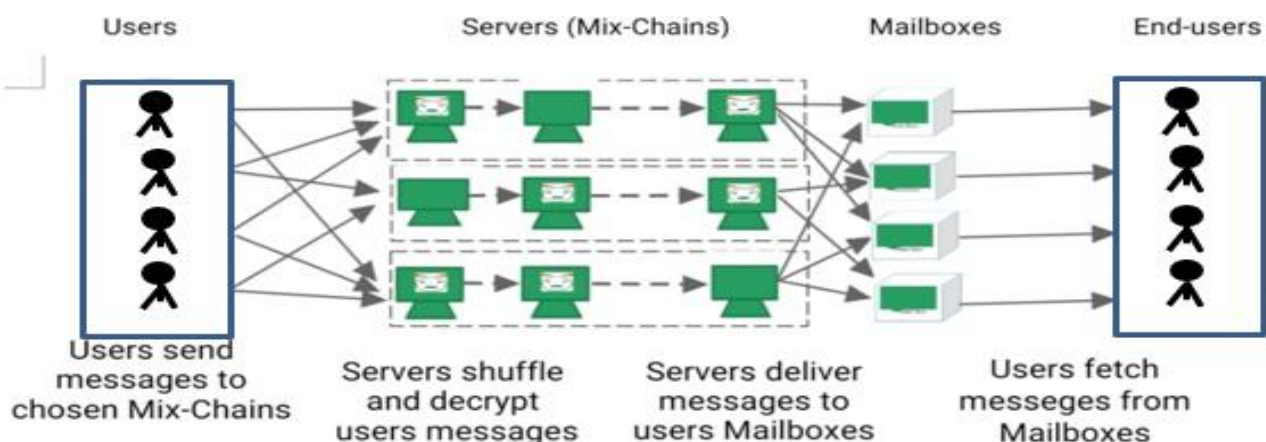 Users
Servers (Mix-Chains)
Mailboxes
End-users
Users send
messages to
chosen Mix-Chains
Servers shuffle
and decrypt
users messages
Servers deliver
messages to
users Mailboxes
Users fetch
messeges from
Mailboxes